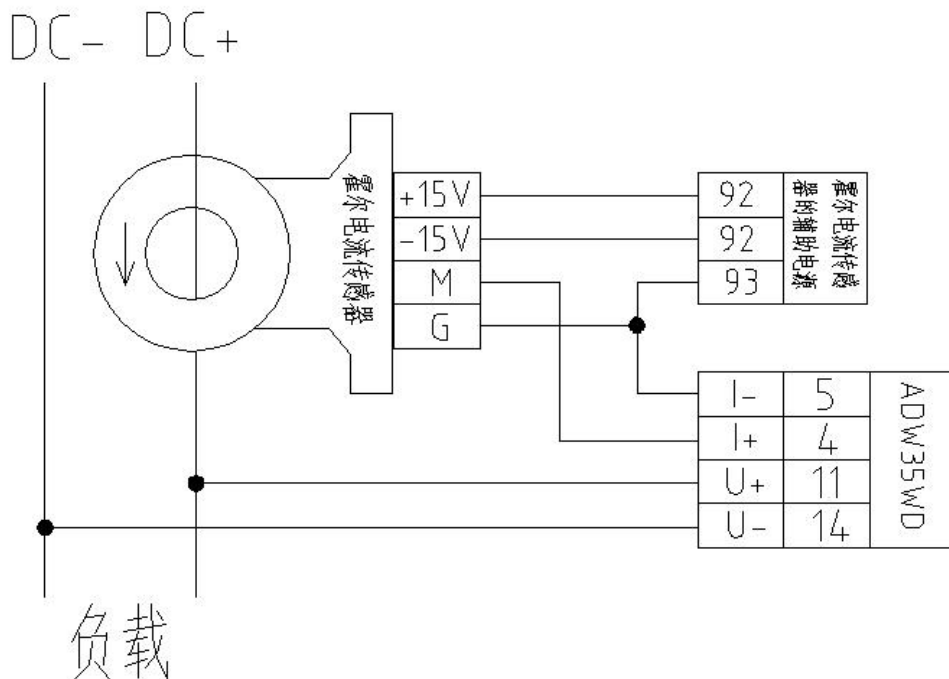 DC- DC+
霍尔电流传感器
+15V
-15V
M
G
92
92
93
霍尔电流传感
器的辅助电源
I- 5
I+ 4
U+ 11
U- 14
ADW35WD
负载